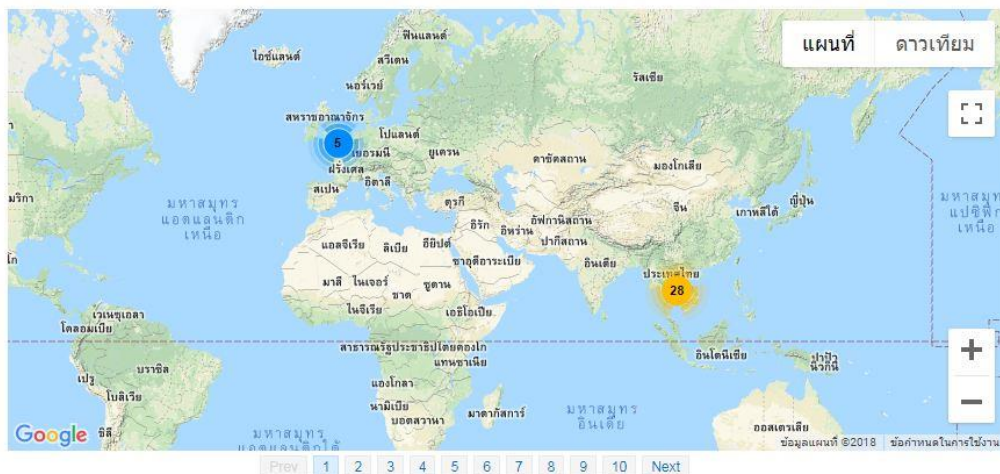 ฟินแลนด์
ไอซ์แลนด์
สวีเดน
แผนที่ ดาวเทียม
นอร์เวย์
รัสเซีย
สหราชอาณาจักร
โปแลนด์
5
ยูเครน
ฝรั่งเศส
คาซัคสถาน
มองโกเลีย
สเปน
อิตาลี
ตุรกี
จีน
เกาหลีใต้
ญี่ปุ่น
มหาสมุทร
แอตแลนติก
เหนือ
อิรัก
อิหร่าน
อัฟกานิสถาน
ปากีสถาน
แอลจีเรีย
ลิเบีย
อียิปต์
ซาอุดีอาระเบีย
อินเดีย
ประเทศไทย
28
มาลี
ไนเจอร์
ชาด
ซูดาน
ไนจีเรีย
เอธิโอเปีย
เวเนซุเอลา
โคลอมเบีย
สาธารณรัฐประชาธิปไตยคองโก
แทนซาเนีย
อินโดนีเซีย
ปาปัว
นิวกินี
เปรู
บราซิล
โบลิเวีย
แองโกลา
นามิเบีย
บอตสวานา
มาดากัสการ์
มหาสมุทร
อินเดีย
ออสเตรเลีย
Google
ชิลี
มหาสมุทร
แอตแลนติกใต้
ข้อมูลแผนที่ ©2018 ข้อกำหนดในการใช้งาน
Prev 1 2 3 4 5 6 7 8 9 10 Next